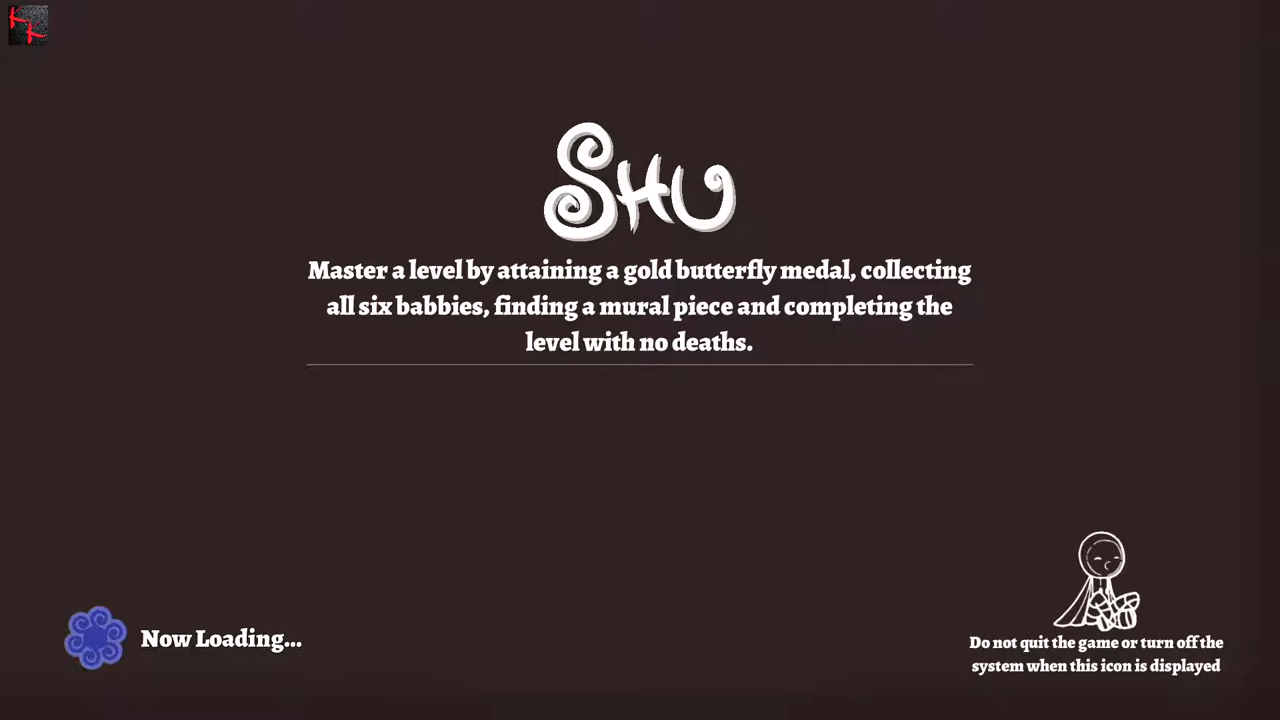 SHU
Master a level by attaining a gold butterfly medal, collecting
all six babbies, finding a mural piece and completing the
level with no deaths.
Now Loading...
Do not quit the game or turn off the
system when this icon is displayed